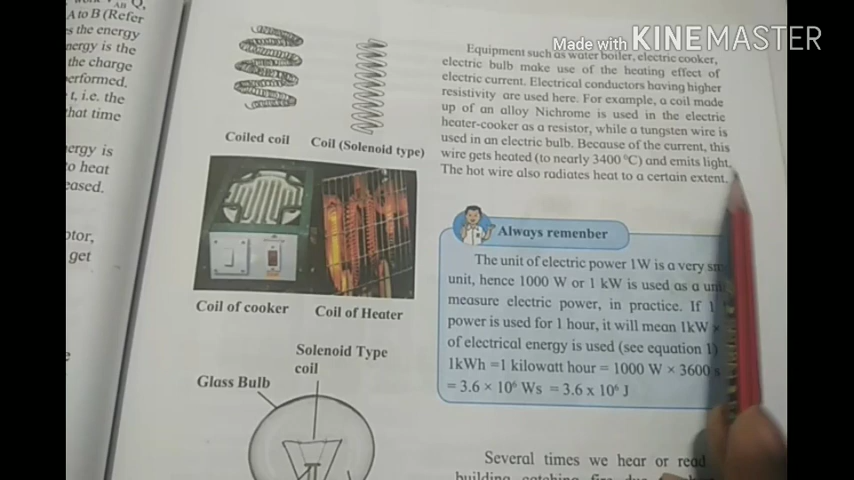 AB
Q,
A to B (Refer
s the energy
nergy is the
the charge
erformed.
t, i.e. the
that time
ergy is
o heat
eased.
otor,
get
Coiled coil
Coil (Solenoid type)
Coil of cooker
Coil of Heater
Solenoid Type
coil
Glass Bulb
Made with KINEMASTER
Equipment such as water boiler, electric cooker,
electric bulb make use of the heating effect of
electric current. Electrical conductors having higher
resistivity are used here. For example, a coil made
up of an alloy Nichrome is used in the electric
heater-cooker as a resistor, while a tungsten wire is
used in an electric bulb. Because of the current, this
wire gets heated (to nearly 3400 °C) and emits light.
The hot wire also radiates heat to a certain extent.
Always remenber
The unit of electric power 1W is a very sm
unit, hence 1000 W or 1 kW is used as a uni
measure electric power, in practice. If 1
power is used for 1 hour, it will mean 1kW ×
of electrical energy is used (see equation 1)
1kWh =1 kilowatt hour = 1000 W × 3600 s
= 3.6 × 10⁶ Ws = 3.6 x 10⁶ J
Several times we hear or read
building catching fire due